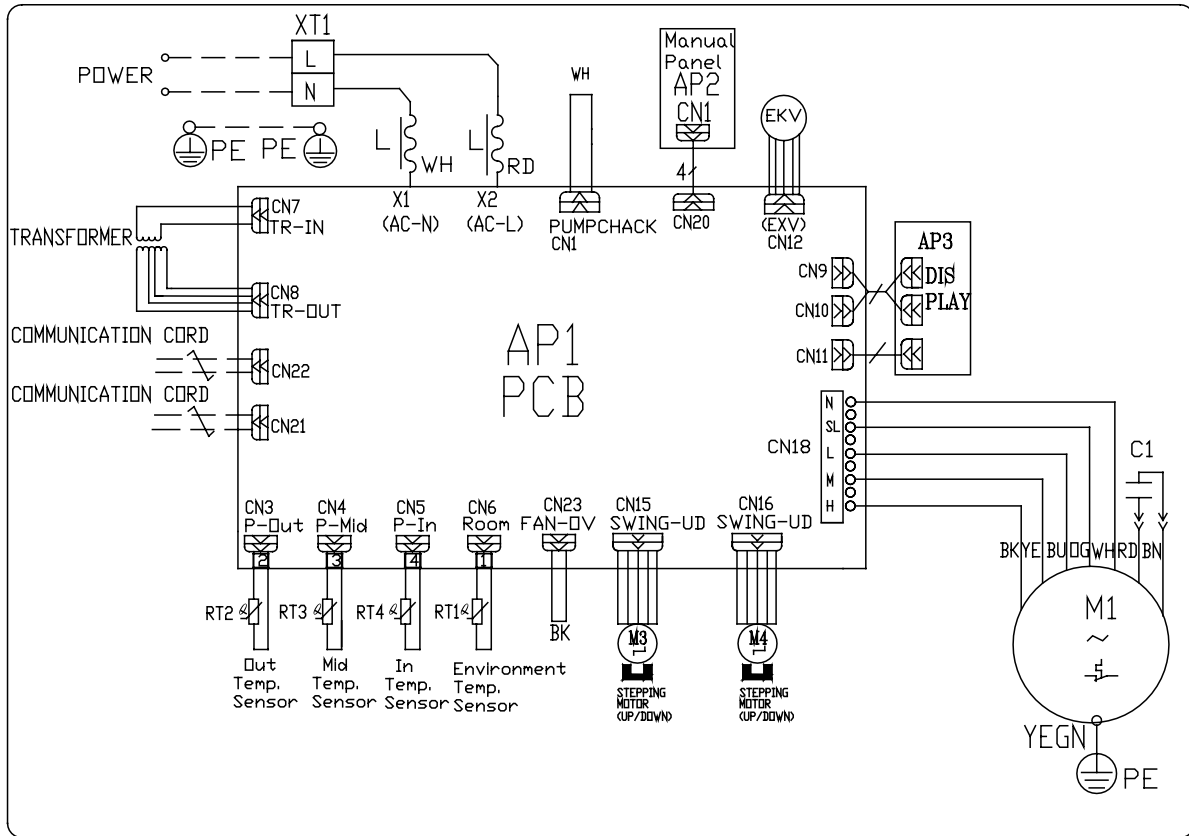 XT1
POWER
L
N
PE PE
L
WH
L
RD
WH
Manual
Panel
AP2
CN1
4
EKV
X1
(AC-N)
X2
(AC-L)
PUMPCHACK
CN1
CN20
(EXV)
CN12
CN7
TR-IN
TRANSFORMER
CN8
TR-OUT
COMMUNICATION CORD
CN22
COMMUNICATION CORD
CN21
AP1
PCB
CN9
CN10
CN11
AP3
DIS
PLAY
CN18
N
SL
L
M
H
C1
CN3
P-Out
CN4
P-Mid
CN5
P-In
CN6
Room
CN23
FAN-OV
CN15
SWING-UD
CN16
SWING-UD
2
3
4
1
RT2
RT3
RT4
RT1
BK
M3
M4
BK YE BU OG WH RD BN
M1
~
Out
Temp.
Sensor
Mid
Temp.
Sensor
In
Temp.
Sensor
Environment
Temp.
Sensor
STEPPING
MOTOR
(UP/DOWN)
STEPPING
MOTOR
(UP/DOWN)
YEGN
PE